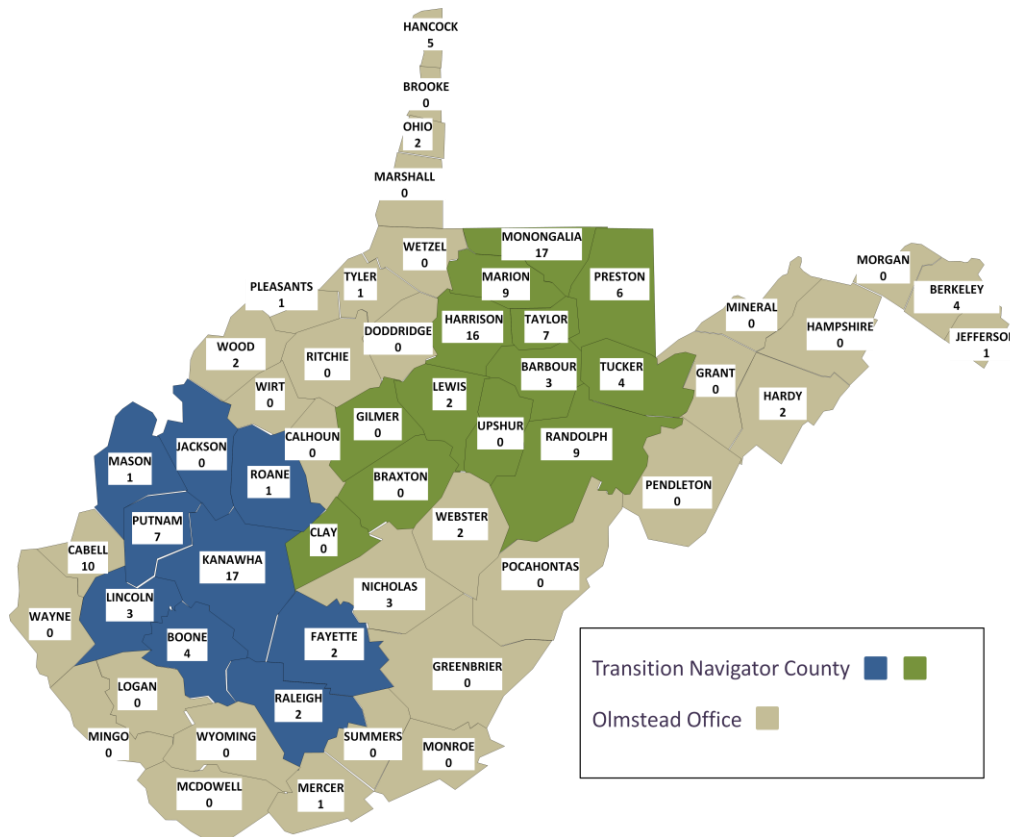 HANCOCK
5
BROOKE
0
OHIO
2
MARSHALL
0
WETZEL
0
MONONGALIA
17
MARION
9
PRESTON
6
MORGAN
0
BERKELEY
4
JEFFERSON
1
MINERAL
0
HAMPSHIRE
0
TYLER
1
PLEASANTS
1
DODDRIDGE
0
HARRISON
16
TAYLOR
7
WOOD
2
RITCHIE
0
BARBOUR
3
TUCKER
4
GRANT
0
HARDY
2
WIRT
0
LEWIS
2
GILMER
0
UPSHUR
0
RANDOLPH
9
CALHOUN
0
JACKSON
0
MASON
1
ROANE
1
BRAXTON
0
PENDLETON
0
PUTNAM
7
CLAY
0
WEBSTER
2
CABELL
10
KANAWHA
17
POCAHONTAS
0
NICHOLAS
3
LINCOLN
3
WAYNE
0
BOONE
4
FAYETTE
2
GREENBRIER
0
LOGAN
0
RALEIGH
2
MINGO
0
WYOMING
0
SUMMERS
0
MONROE
0
MCDOWELL
0
MERCER
1
Transition Navigator County
Olmstead Office